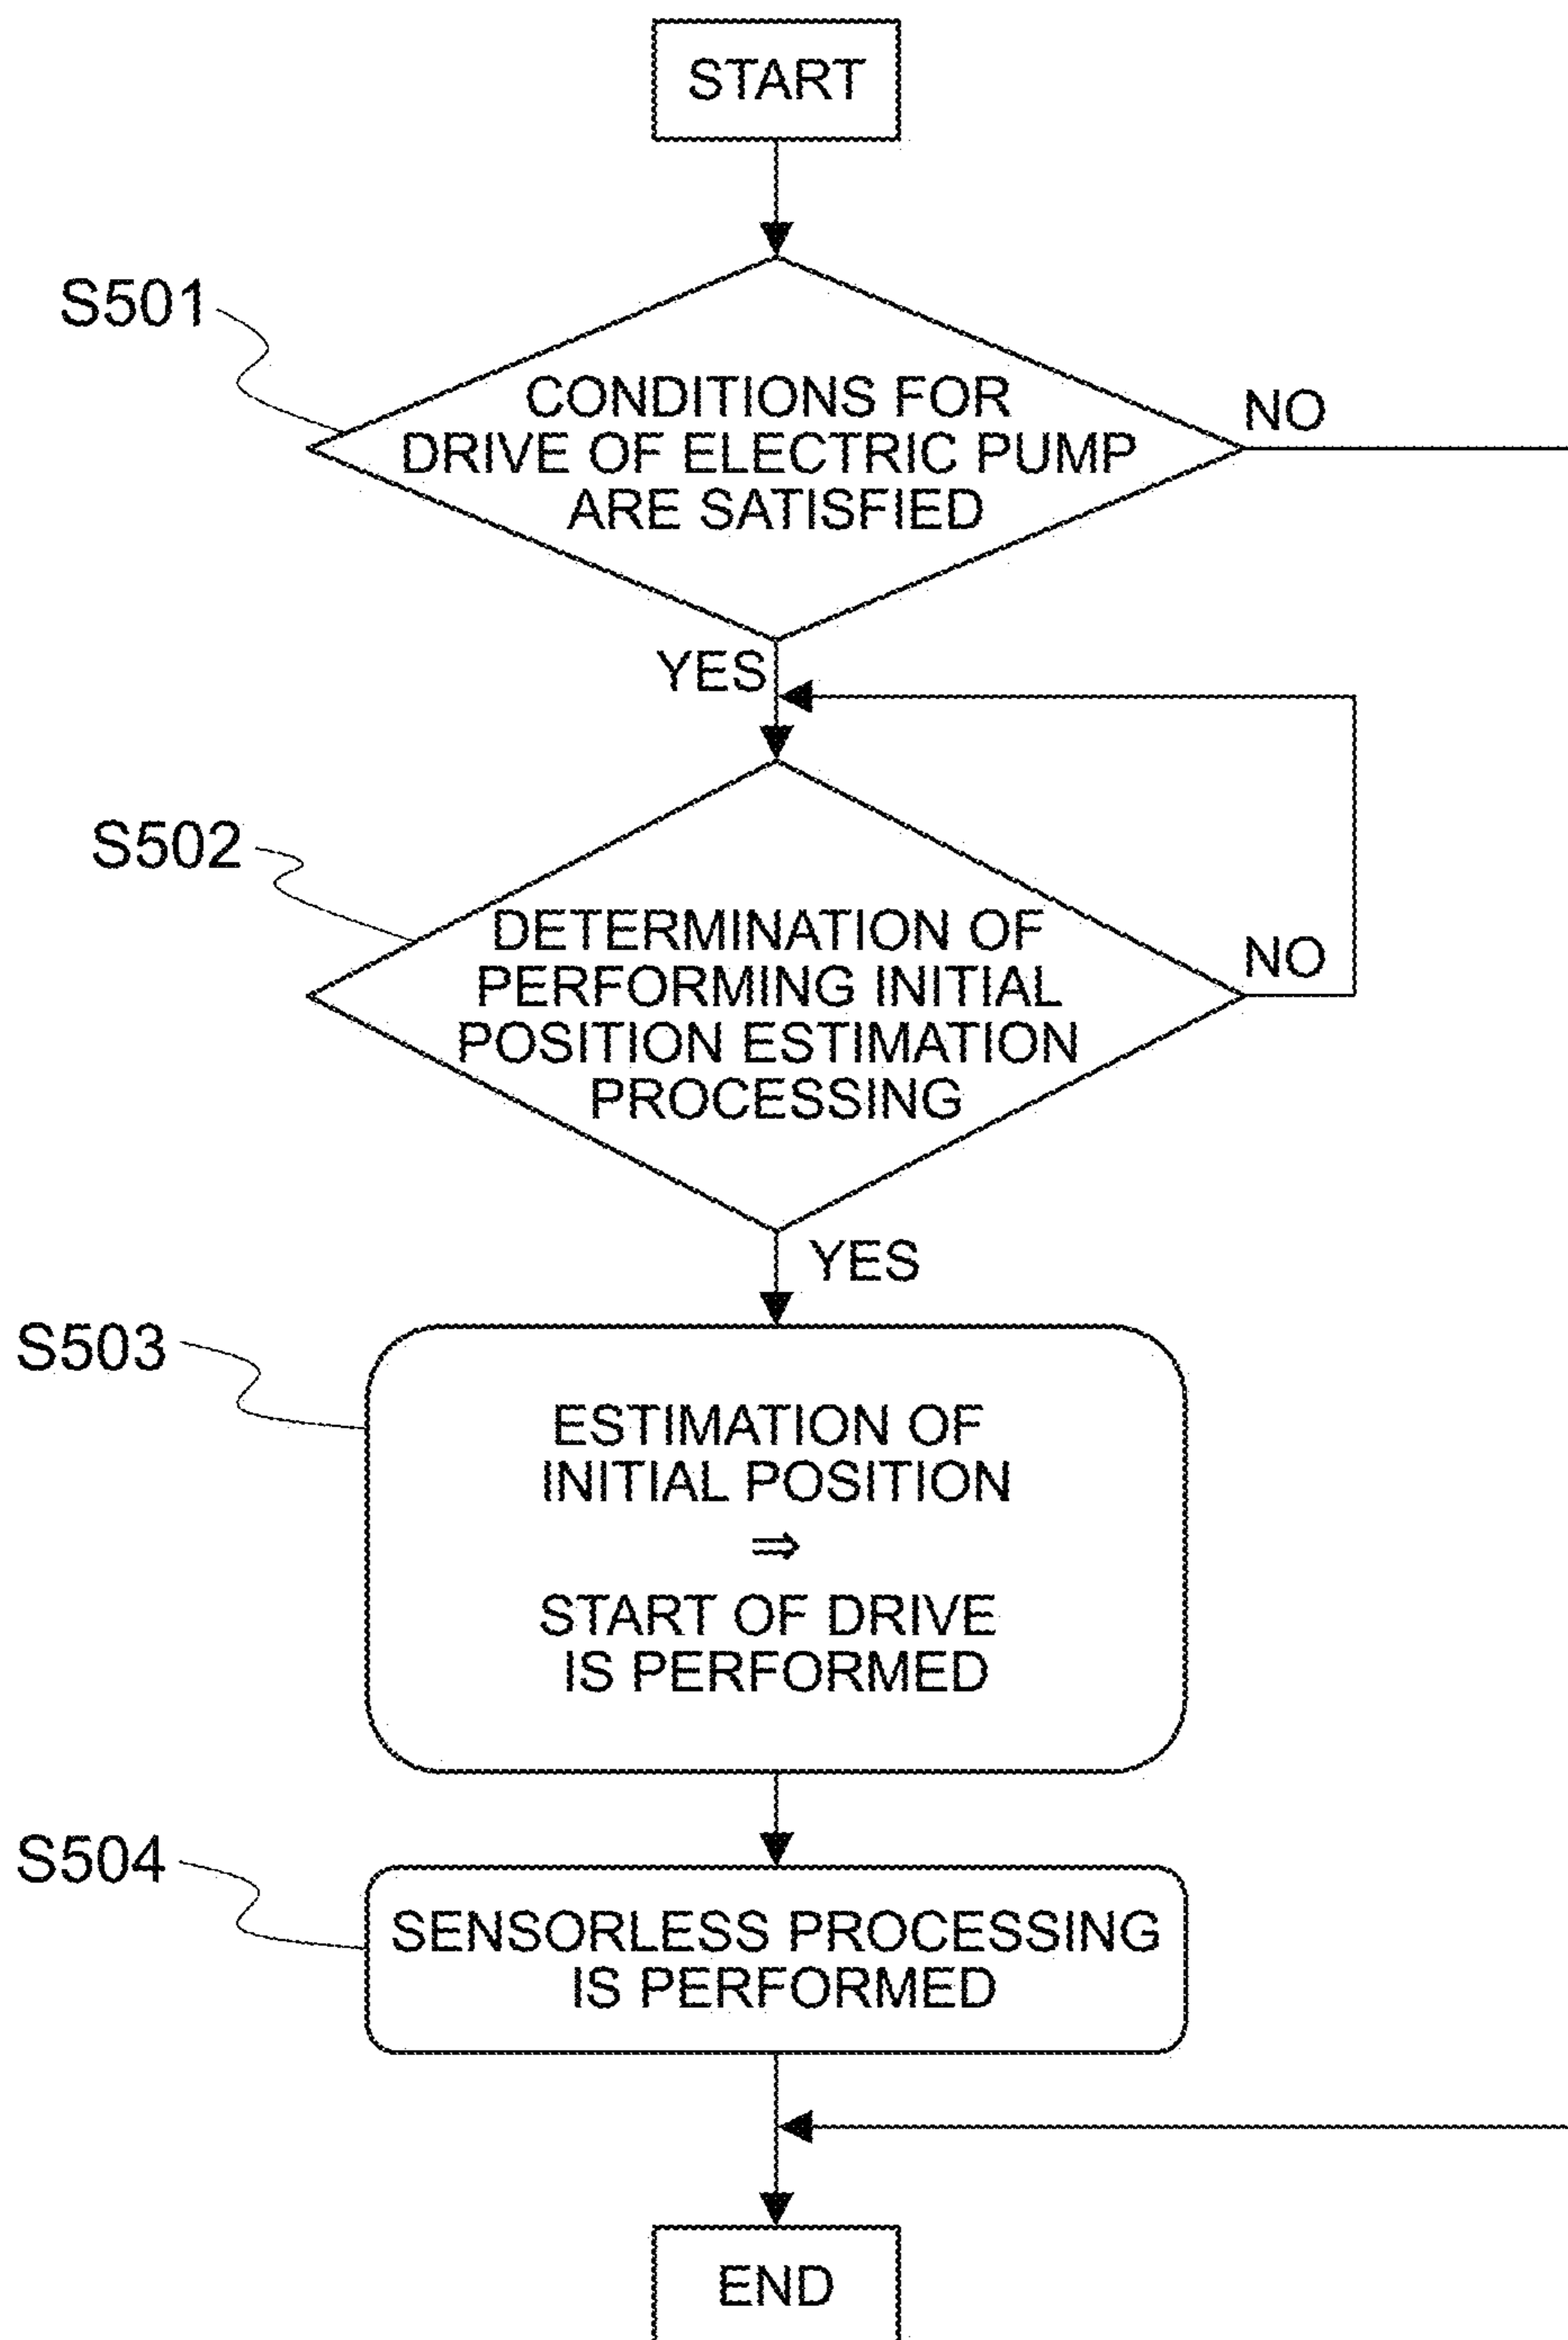 START
S501
CONDITIONS FOR
DRIVE OF ELECTRIC PUMP
ARE SATISFIED
NO
YES
S502
DETERMINATION OF
PERFORMING INITIAL
POSITION ESTIMATION
PROCESSING
NO
YES
S503
ESTIMATION OF
INITIAL POSITION
⇒
START OF DRIVE
IS PERFORMED
S504
SENSORLESS PROCESSING
IS PERFORMED
END